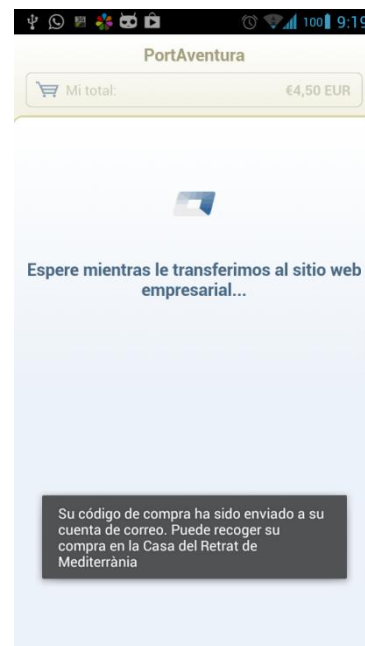 100 9:19
PortAventura
Mi total: €4,50 EUR
Espere mientras le transferimos al sitio web
empresarial...
Su código de compra ha sido enviado a su
cuenta de correo. Puede recoger su
compra en la Casa del Retrat de
Mediterrània